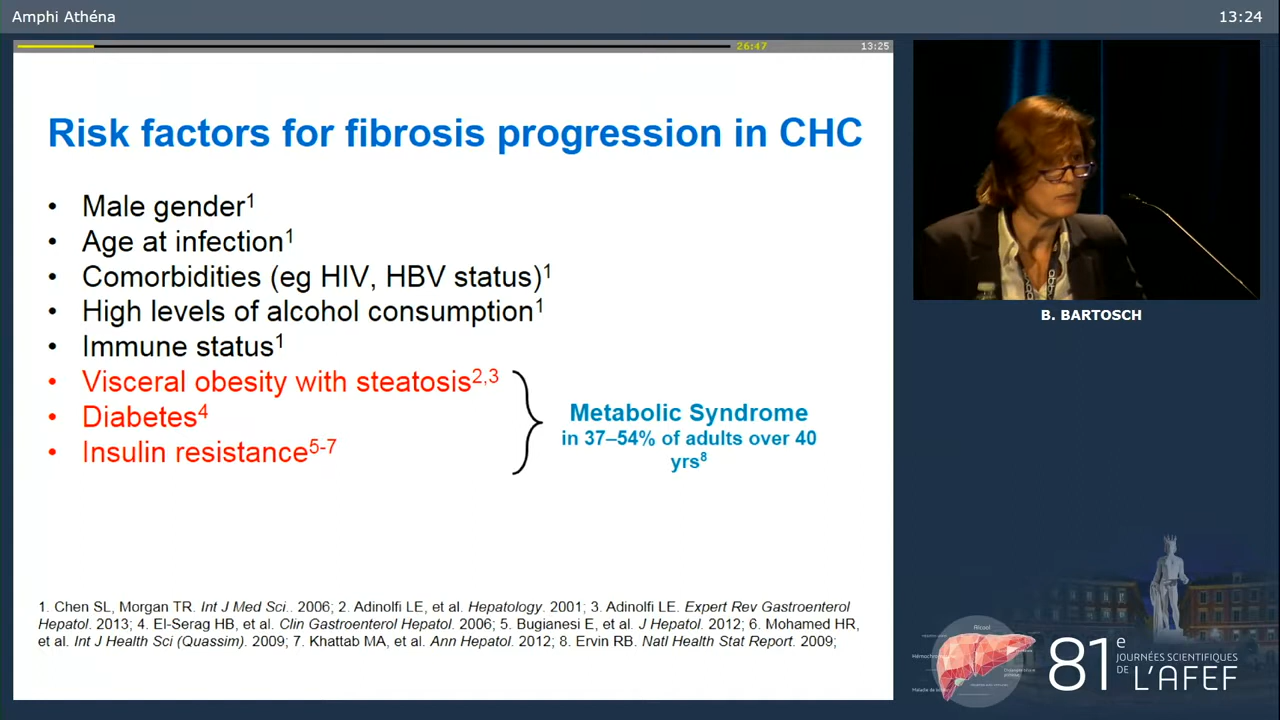 Amphi Athéna
13:24
26:47
13:25
Risk factors for fibrosis progression in CHC
• Male gender1
• Age at infection1
• Comorbidities (eg HIV, HBV status)1
• High levels of alcohol consumption1
• Immune status1
• Visceral obesity with steatosis2,3
• Diabetes4
• Insulin resistance5-7
Metabolic Syndrome
in 37–54% of adults over 40
yrs8
1. Chen SL, Morgan TR. Int J Med Sci.. 2006; 2. Adinolfi LE, et al. Hepatology. 2001; 3. Adinolfi LE. Expert Rev Gastroenterol
Hepatol. 2013; 4. El-Serag HB, et al. Clin Gastroenterol Hepatol. 2006; 5. Bugianesi E, et al. J Hepatol. 2012; 6. Mohamed HR,
et al. Int J Health Sci (Quassim). 2009; 7. Khattab MA, et al. Ann Hepatol. 2012; 8. Ervin RB. Natl Health Stat Report. 2009;
B. BARTOSCH
Alcool
81e
JOURNÉES SCIENTIFIQUES
DE L'AFEF